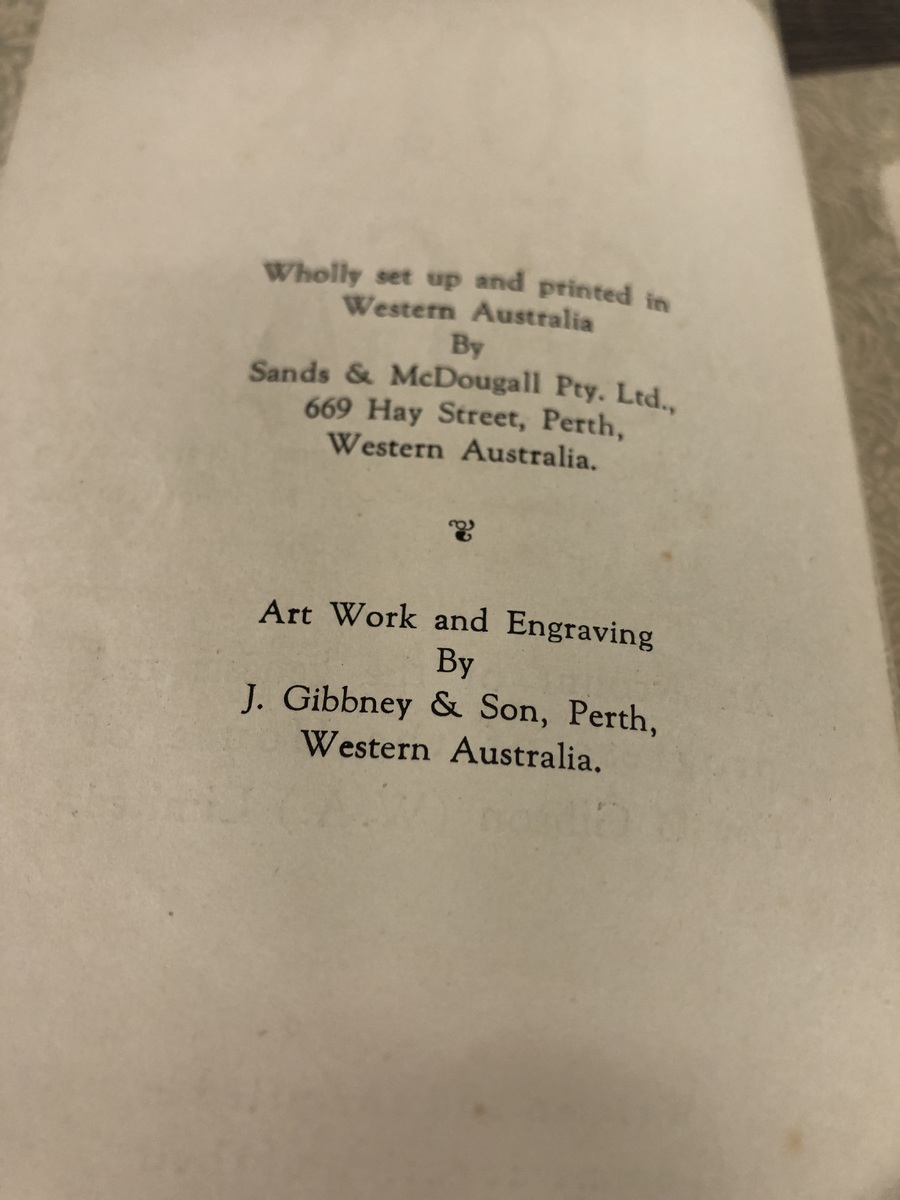 Wholly set up and printed in
Western Australia
By
Sands & McDougall Pty. Ltd.,
669 Hay Street, Perth,
Western Australia.
Art Work and Engraving
By
J. Gibbney & Son, Perth,
Western Australia.